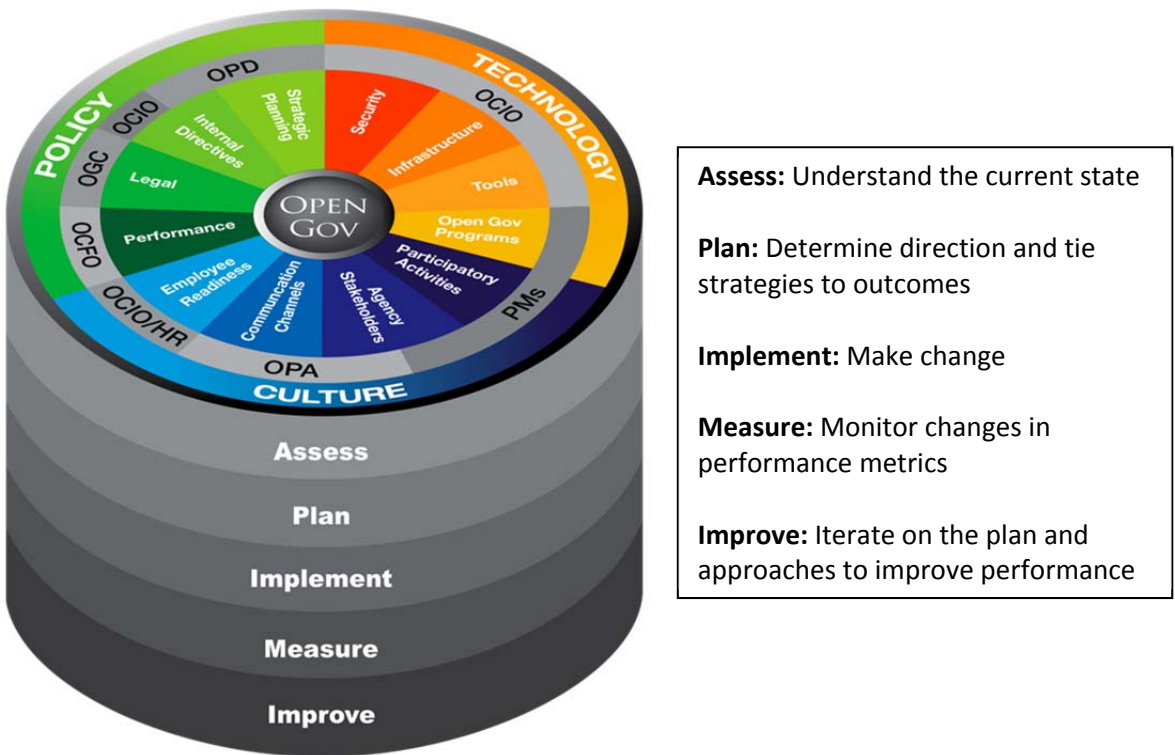 POLICY
TECHNOLOGY
CULTURE
OPD
OCIO
OCIO
OGC
OCFO
OCIO/HR
OPA
PMs
Strategic
Planning
Security
Internal
Directives
Infrastructure
Legal
Tools
Performance
Open Gov
Programs
Employee
Readiness
Participatory
Activities
Communcation
Channels
Agency
Stakeholders
OPEN
GOV
Assess
Plan
Implement
Measure
Improve
Assess: Understand the current state
Plan: Determine direction and tie
strategies to outcomes
Implement: Make change
Measure: Monitor changes in
performance metrics
Improve: Iterate on the plan and
approaches to improve performance